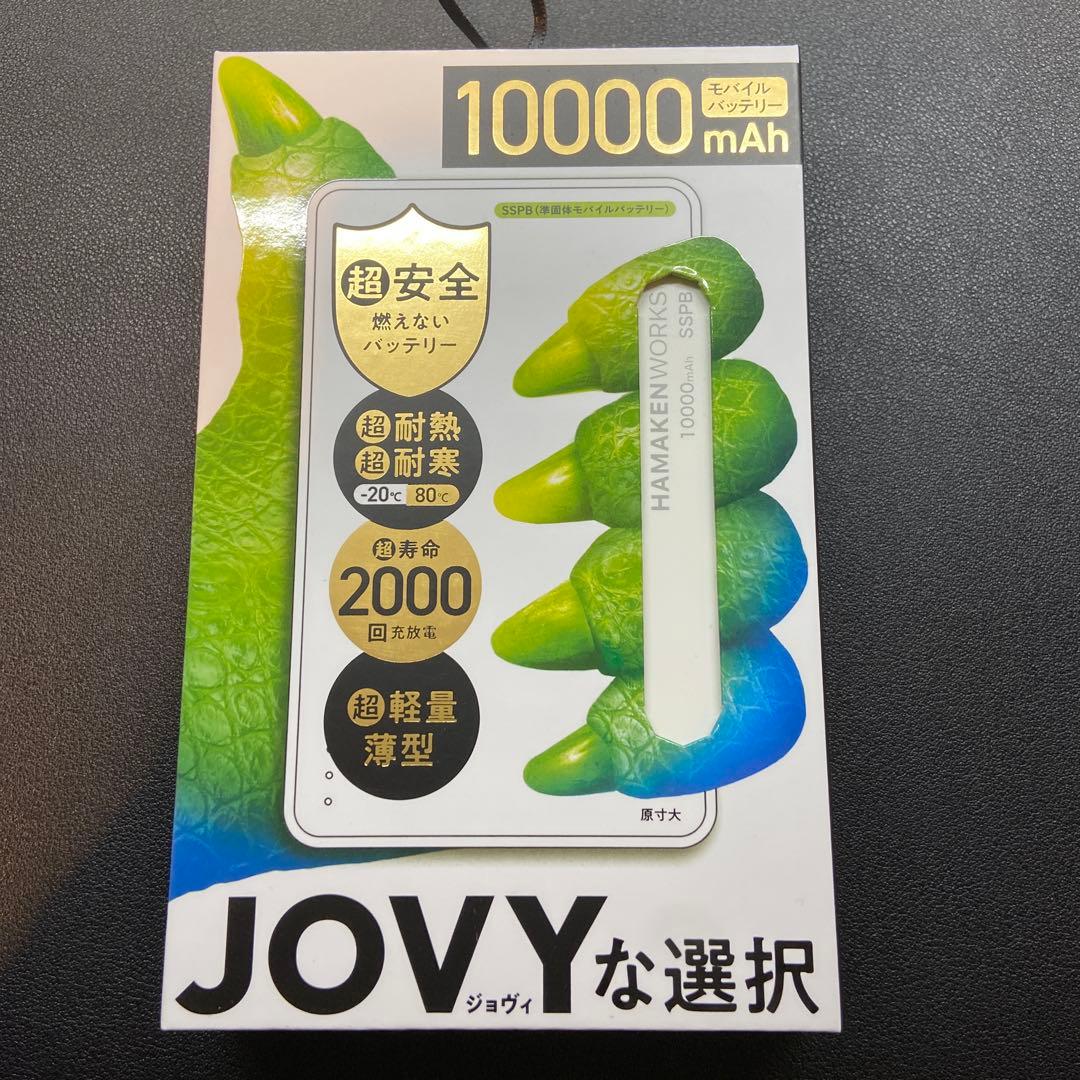 10000
モバイル
バッテリー
mAh
SSPB(準固体モバイルバッテリー)
超安全
燃えない
バッテリー
超耐熱
超耐寒
-20℃ 80℃
超寿命
2000
回充放電
超軽量
薄型
HAMAKENWORKS
10000mAh SSPB
原寸大
JOVYな選択
ジョヴィ